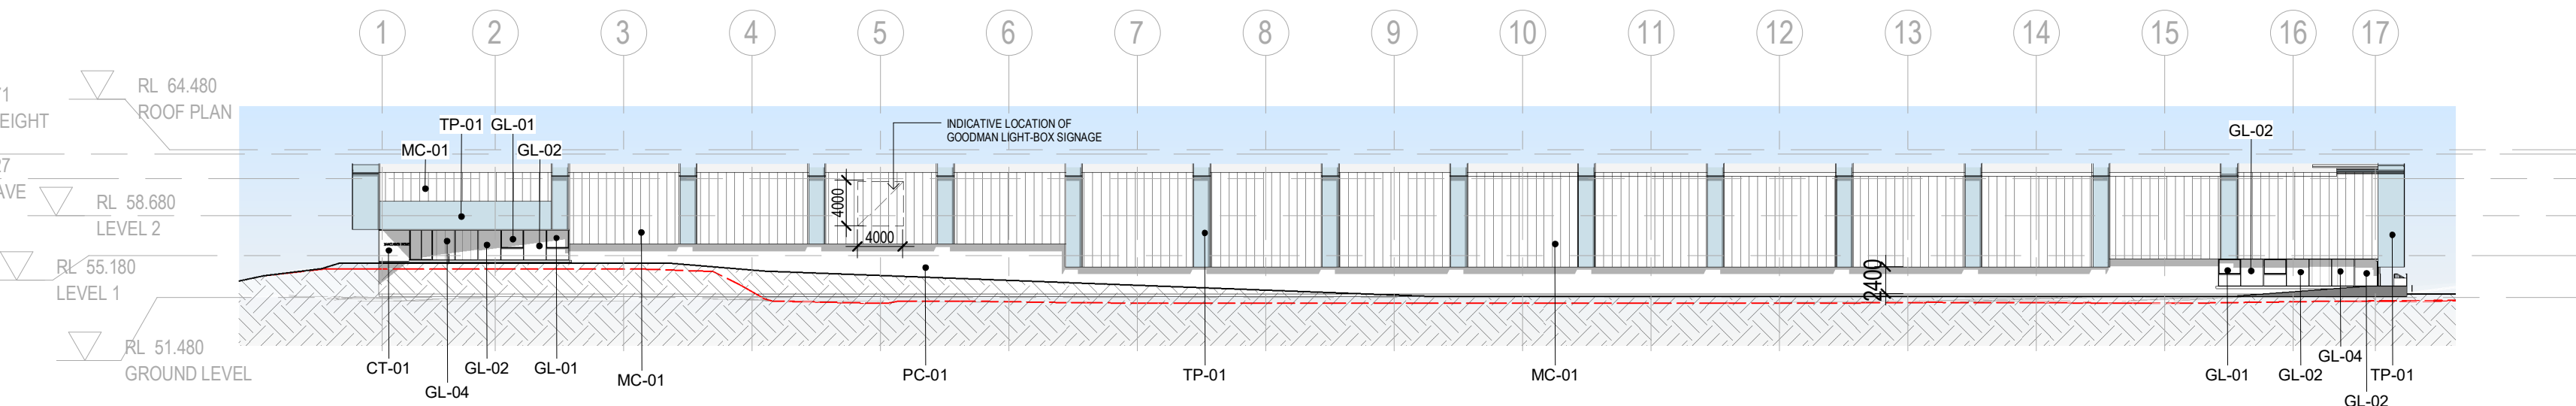 1 2 3 4 5 6 7 8 9 10 11 12 13 14 15 16 17
RL 64.480
ROOF PLAN
EIGHT
AVE
RL 58.680
LEVEL 2
RL 55.180
LEVEL 1
RL 51.480
GROUND LEVEL
TP-01 GL-01
MC-01 GL-02
INDICATIVE LOCATION OF
GOODMAN LIGHT-BOX SIGNAGE
GL-02
4000
4000
2400
CT-01
GL-04
GL-02
GL-01
MC-01
PC-01
TP-01
MC-01
GL-01
GL-02
GL-04
GL-02
TP-01